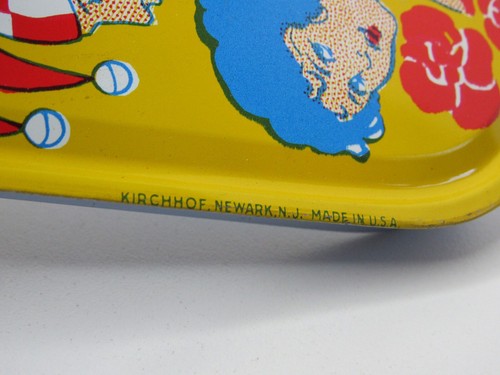 KIRCHHOF, NEWARK, N.J. MADE IN U.S.A.